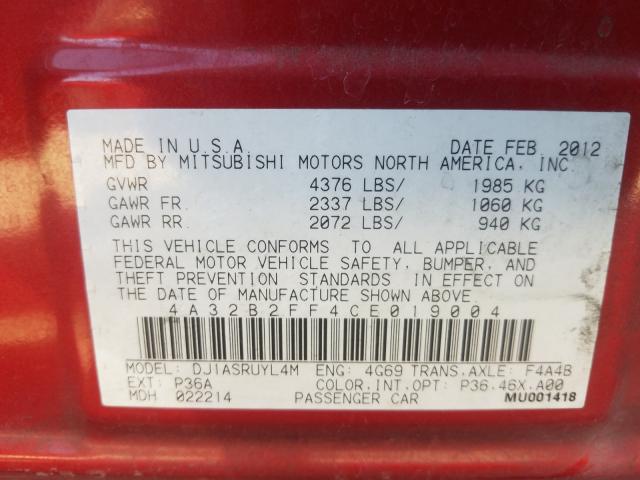 MADE IN U.S.A. DATE FEB. 2012
MFD BY MITSUBISHI MOTORS NORTH AMERICA, INC.
GVWR 4376 LBS/ 1985 KG
GAWR FR. 2337 LBS/ 1060 KG
GAWR RR. 2072 LBS/ 940 KG
THIS VEHICLE CONFORMS TO ALL APPLICABLE
FEDERAL MOTOR VEHICLE SAFETY, BUMPER, AND
THEFT PREVENTION STANDARDS IN EFFECT ON
THE DATE OF MANUFACTURE SHOWN ABOVE.
4A32B2FF4CE019004
MODEL: DJ1ASRUYL4M ENG: 4G69 TRANS.AXLE: F4A4B
EXT: P36A COLOR.INT.OPT: P36.46X.A00
MDH 022214 PASSENGER CAR MU001418